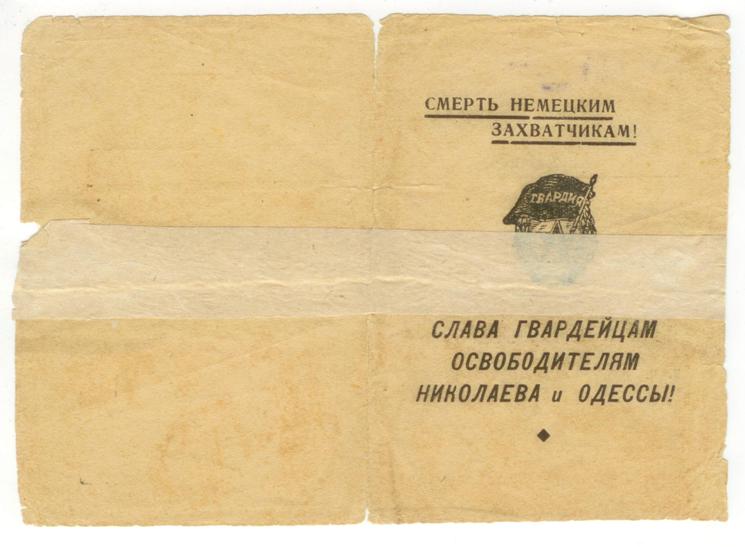 СМЕРТЬ НЕМЕЦКИМ
ЗАХВАТЧИКАМ!
ГВАРДИЯ
СЛАВА ГВАРДЕЙЦАМ
ОСВОБОДИТЕЛЯМ
НИКОЛАЕВА и ОДЕССЫ!